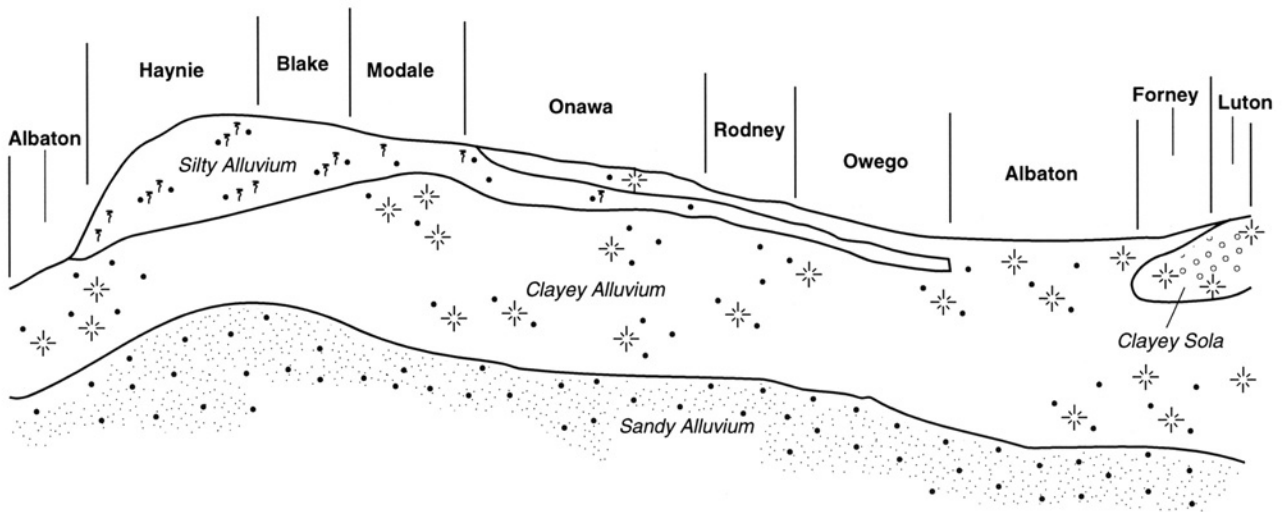 Albaton
Haynie
Blake
Modale
Onawa
Rodney
Owego
Albaton
Forney
Luton
Silty Alluvium
Clayey Alluvium
Clayey Sola
Sandy Alluvium